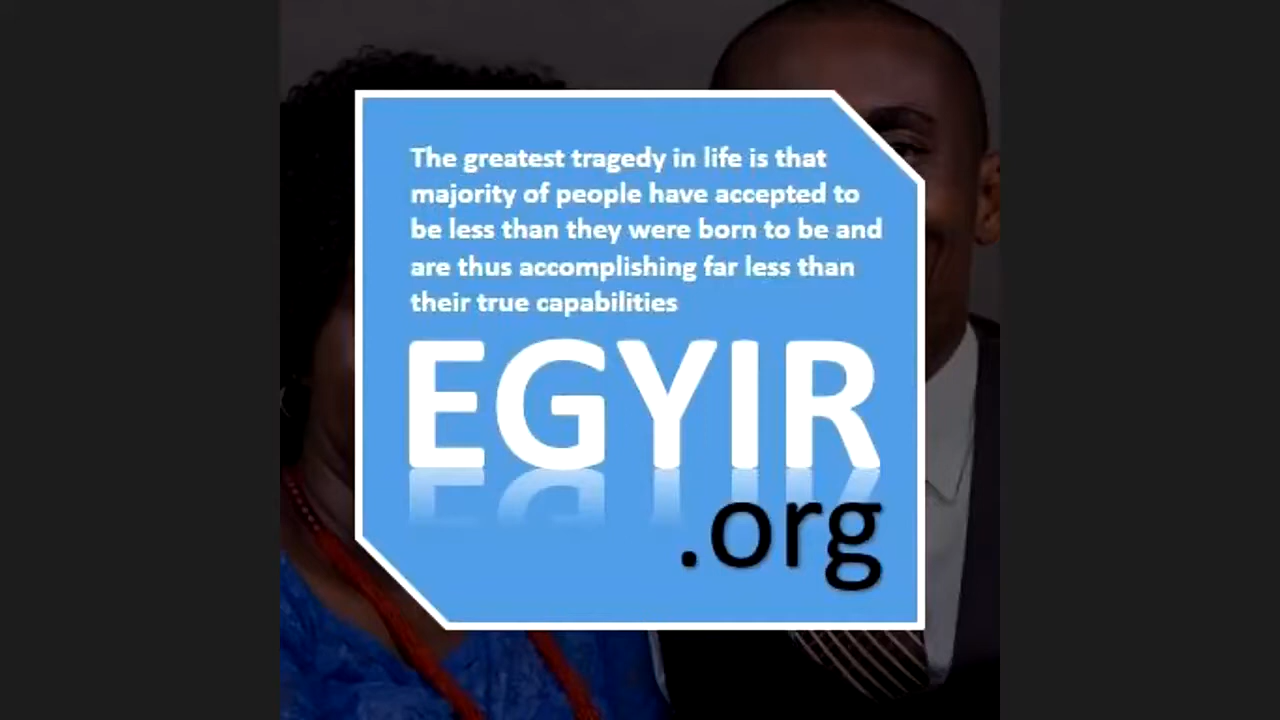 The greatest tragedy in life is that
majority of people have accepted to
be less than they were born to be and
are thus accomplishing far less than
their true capabilities
EGYIR
.org